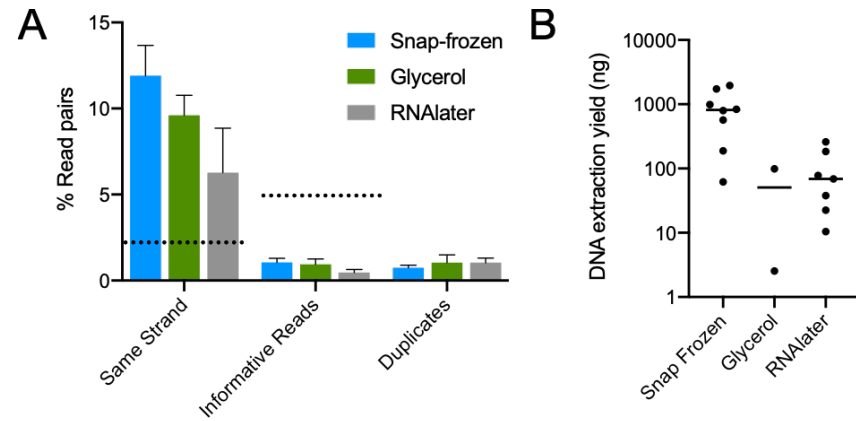 A
% Read pairs
15
10
5
0
Snap-frozen
Glycerol
RNAlater
Same Strand
Informative Reads
Duplicates
B
DNA extraction yield (ng)
10000
1000
100
10
1
Snap Frozen
Glycerol
RNAlater